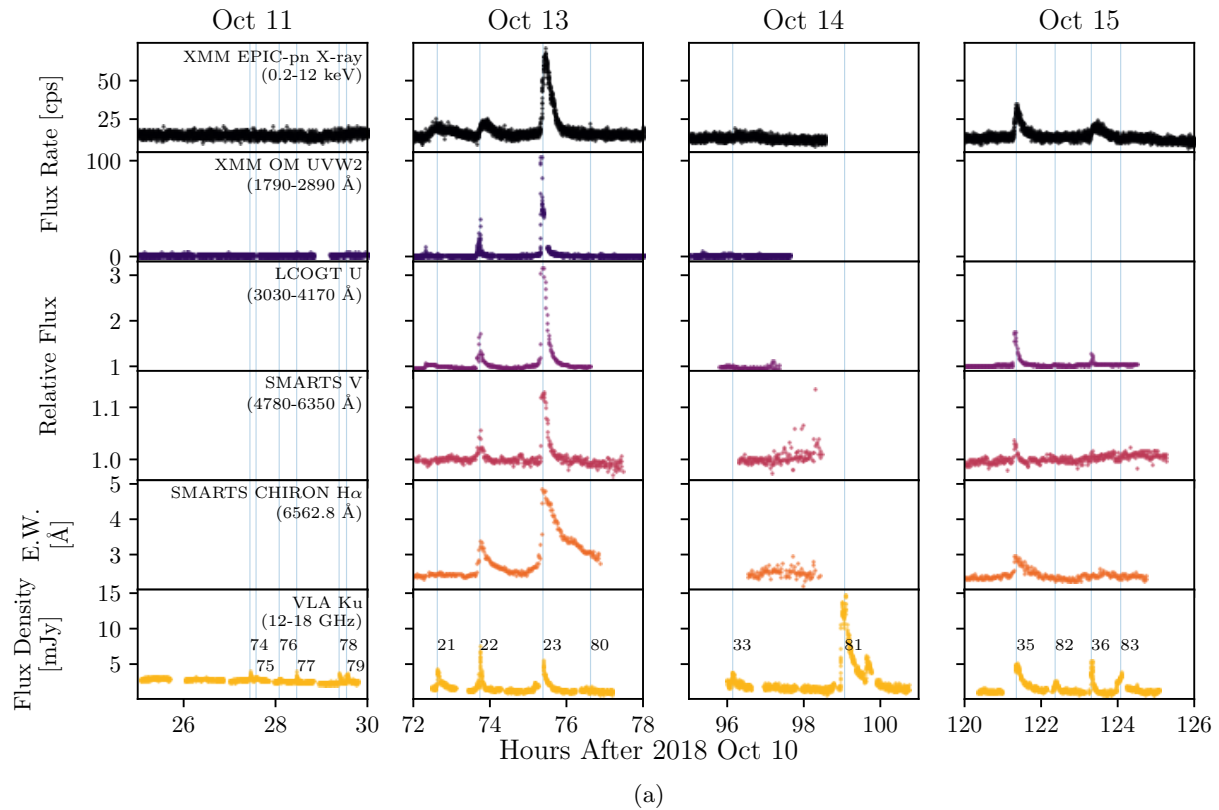 Oct 11 Oct 13 Oct 14 Oct 15
XMM EPIC-pn X-ray
(0.2-12 keV)
50
25
Flux Rate [cps]
XMM OM UVW2
(1790-2890 Å)
100
0
LCOGT U
(3030-4170 Å)
3
2
1
Relative Flux
SMARTS V
(4780-6350 Å)
1.1
1.0
SMARTS CHIRON Hα
(6562.8 Å)
5
4
3
E.W.
[Å]
VLA Ku
(12-18 GHz)
15
10
5
Flux Density
[mJy]
74 76 78
75 77 79
21 22 23 80
33 81
35 82 36 83
26 28 30 72 74 76 78 96 98 100 120 122 124 126
Hours After 2018 Oct 10
(a)